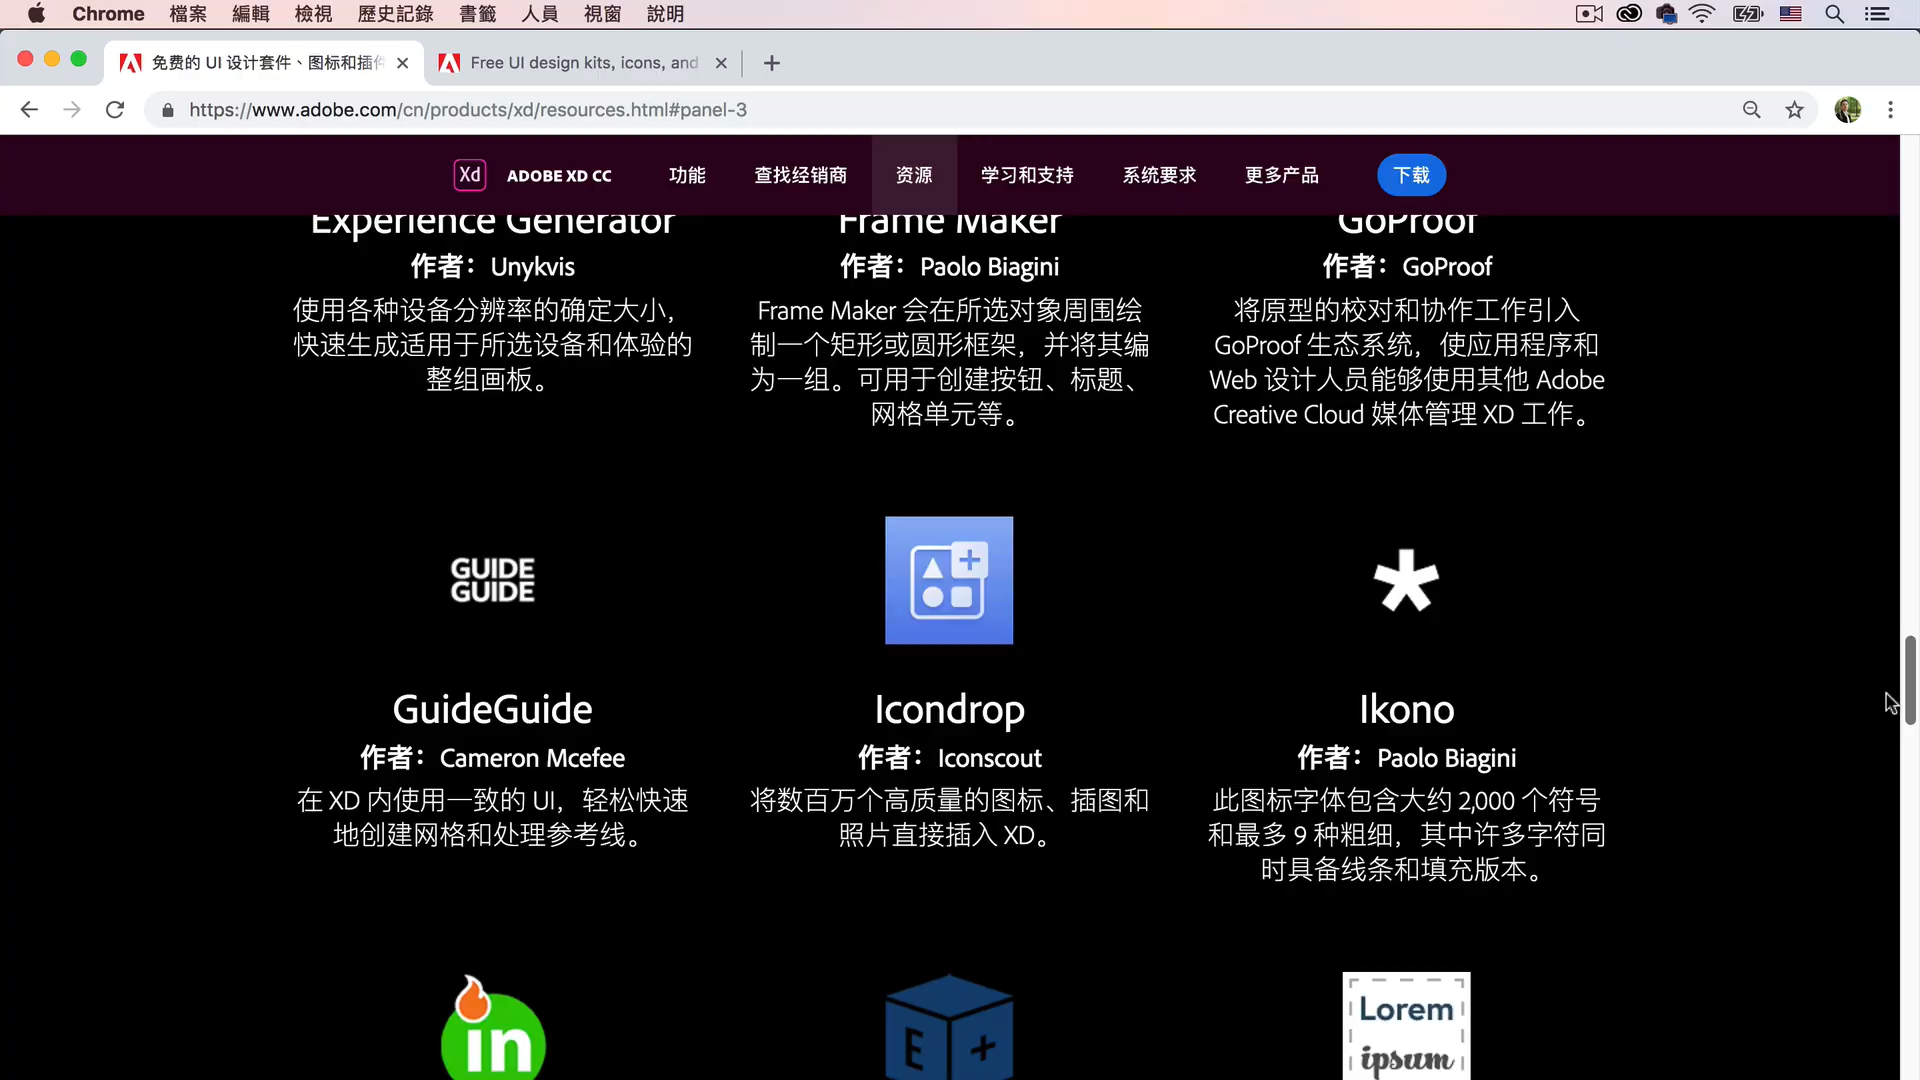 Chrome 檔案 編輯 檢視 歷史記錄 書籤 人員 視窗 說明
免费的 UI 设计套件、图标和插件
Free UI design kits, icons, and
https://www.adobe.com/cn/products/xd/resources.html#panel-3
Xd ADOBE XD CC 功能 查找经销商 资源 学习和支持 系统要求 更多产品 下载
Experience Generator
作者：Unykvis
使用各种设备分辨率的确定大小，
快速生成适用于所选设备和体验的
整组画板。
Frame Maker
作者：Paolo Biagini
Frame Maker 会在所选对象周围绘
制一个矩形或圆形框架，并将其编
为一组。可用于创建按钮、标题、
网格单元等。
GoProof
作者：GoProof
将原型的校对和协作工作引入
GoProof 生态系统，使应用程序和
Web 设计人员能够使用其他 Adobe
Creative Cloud 媒体管理 XD 工作。
GUIDE
GUIDE
GuideGuide
作者：Cameron Mcefee
在 XD 内使用一致的 UI，轻松快速
地创建网格和处理参考线。
Icondrop
作者：Iconscout
将数百万个高质量的图标、插图和
照片直接插入 XD。
Ikono
作者：Paolo Biagini
此图标字体包含大约 2,000 个符号
和最多 9 种粗细，其中许多字符同
时具备线条和填充版本。
in
E +
Lorem
ipsum